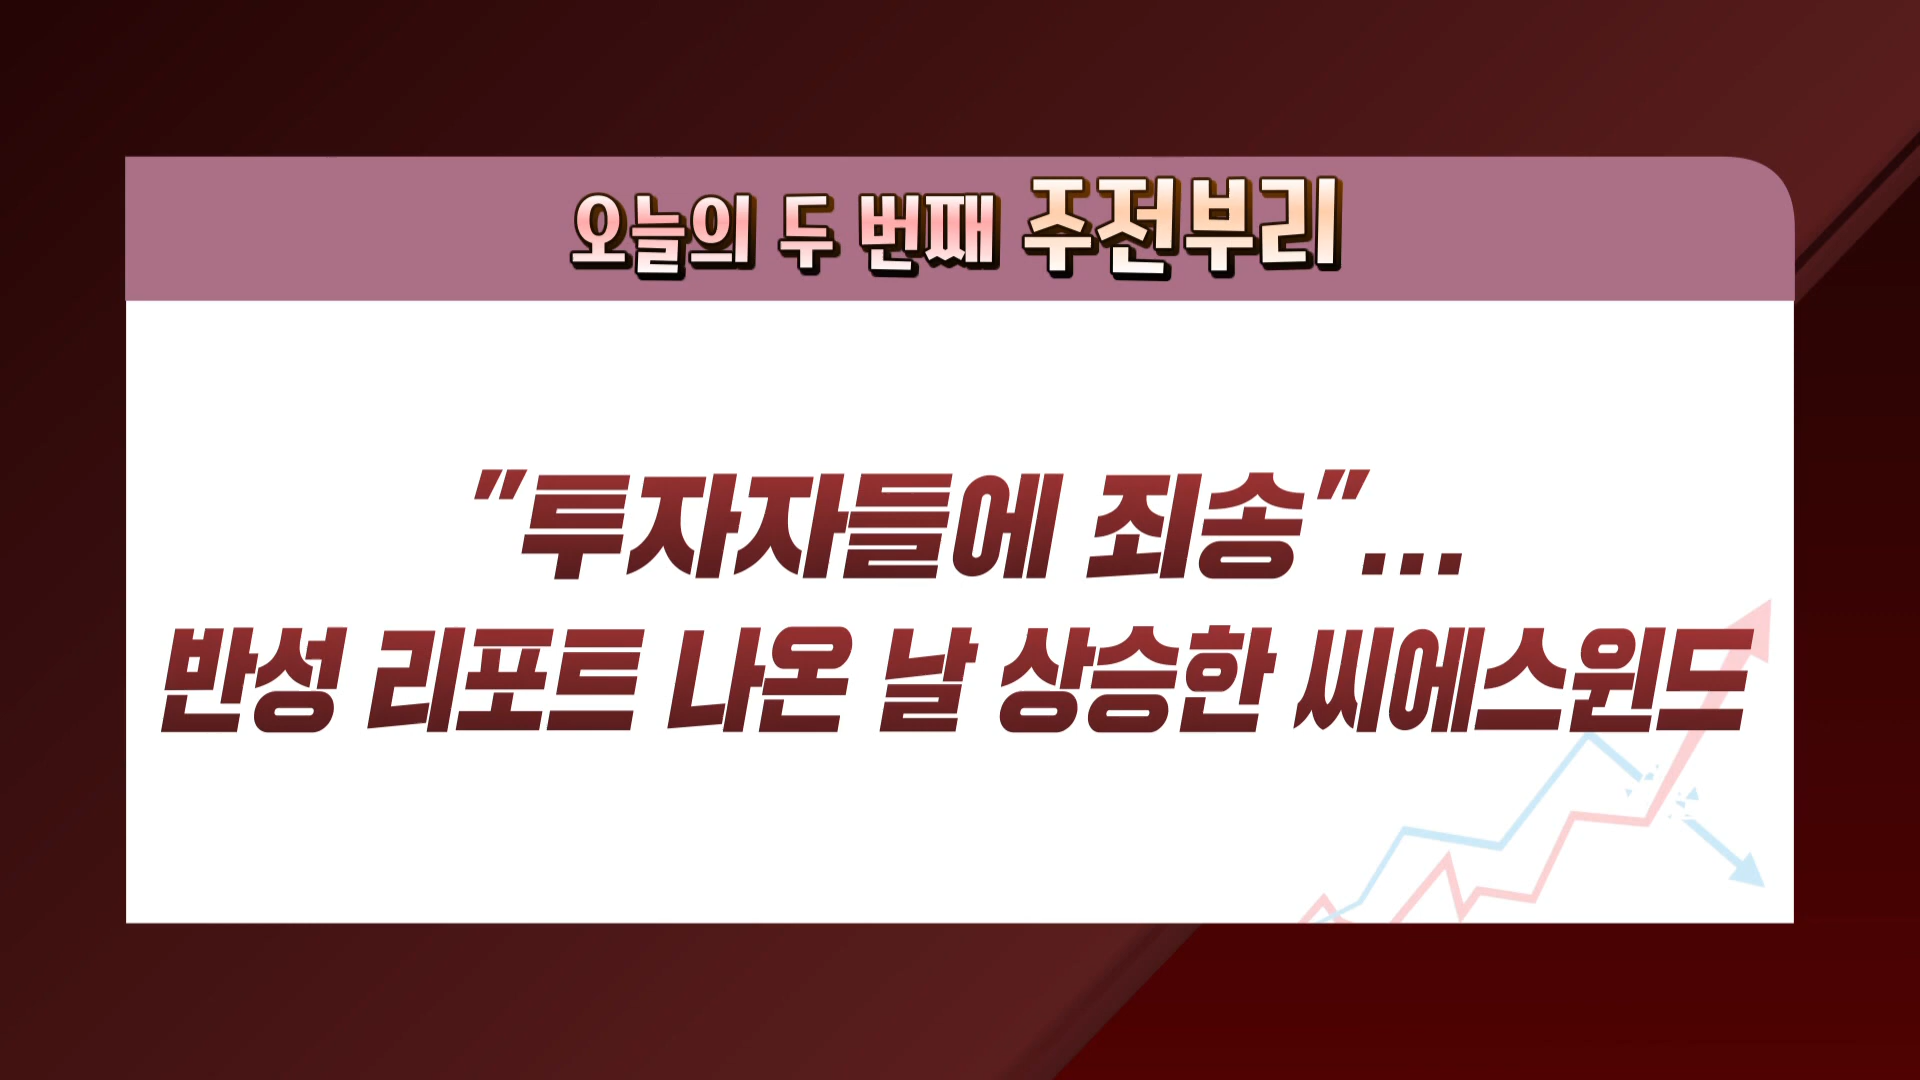 오늘의 두 번째 주전부리
"투자자들에 죄송"...
반성 리포트 나온 날 상승한 씨에스윈드